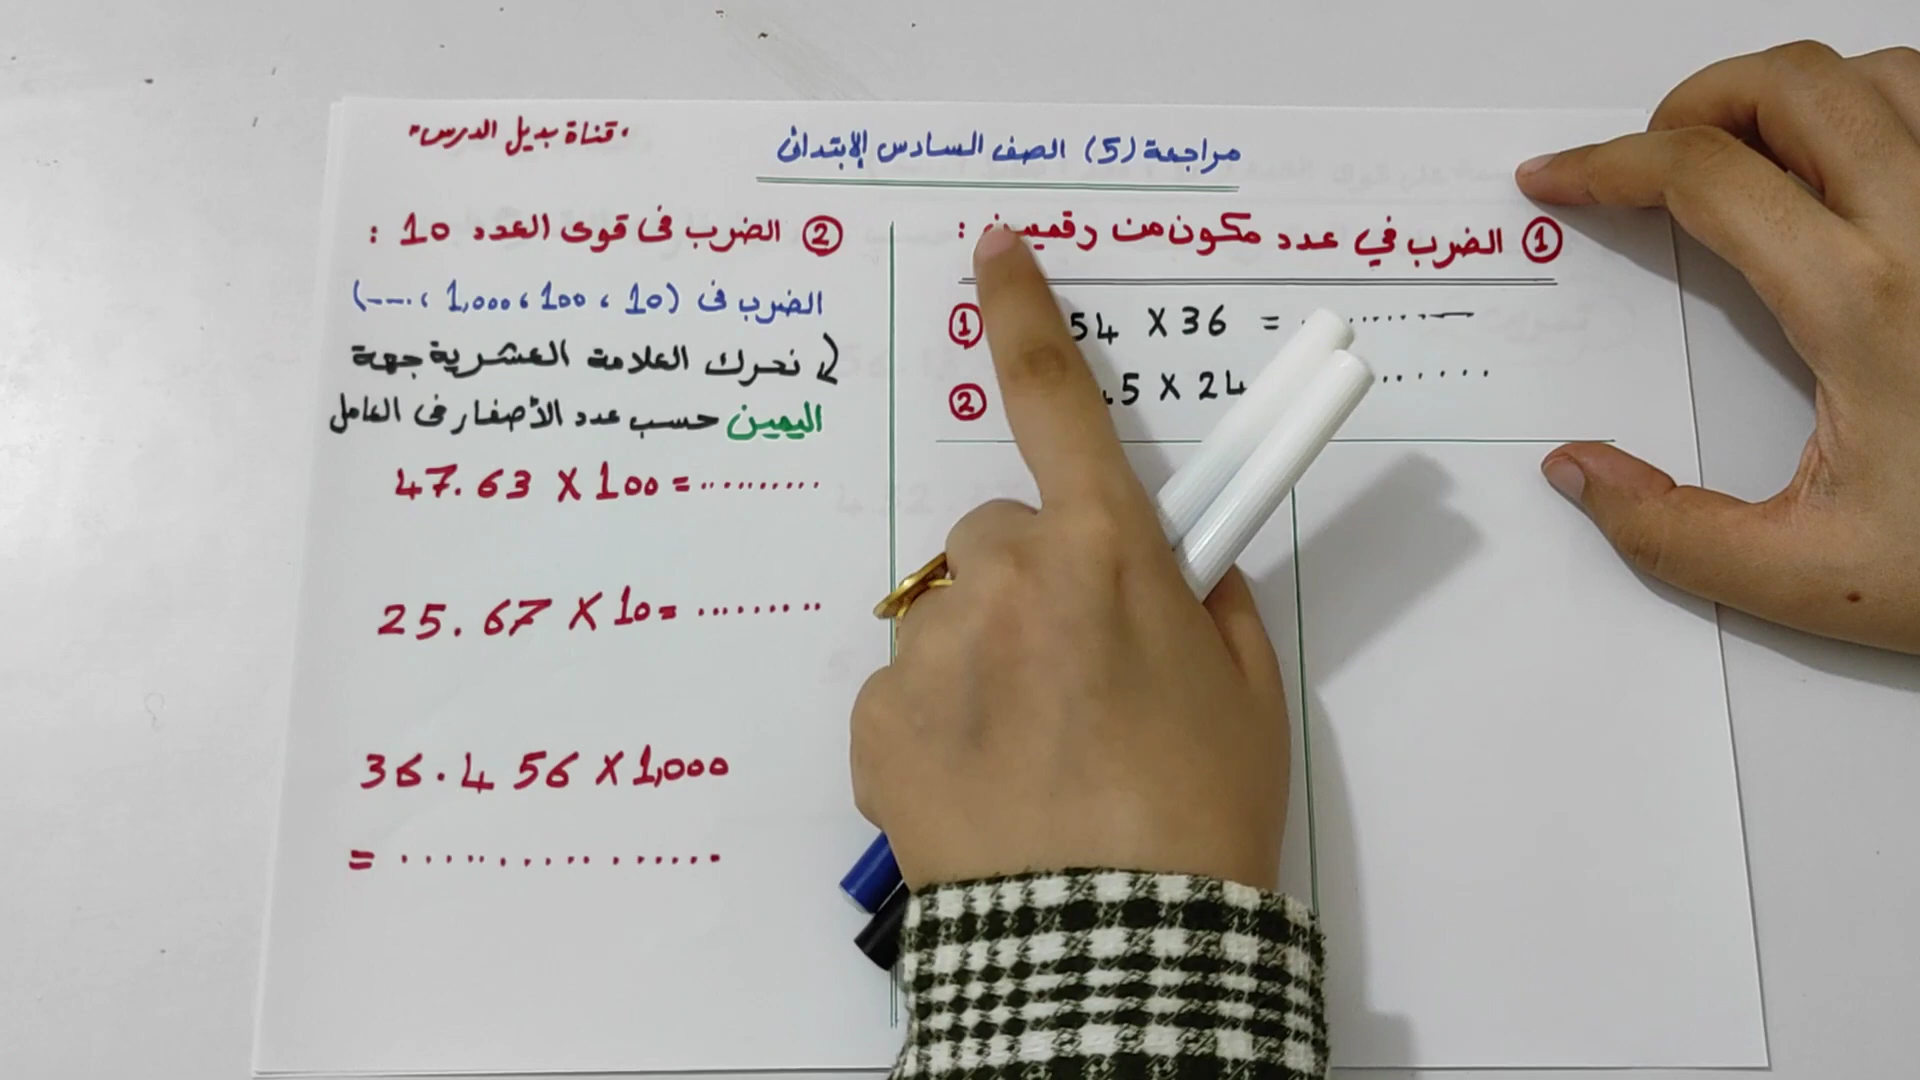 مراجعة (5) الصف السادس الإبتدائى
"قناة بديل الدرس"
① الضرب في عدد مكون من رقميين :
① 54 X 36 = ............
② 5 X 24 ......
② الضرب فى قوى العدد 10 :
الضرب فى (10 ، 100 ، 1,000 ، ....)
نحرك العلامة العشرية جهة
اليمين حسب عدد الأصفار فى العامل
47.63 X 100 = ..........
25.67 X 10 = .........
36.456 X 1,000
= ................